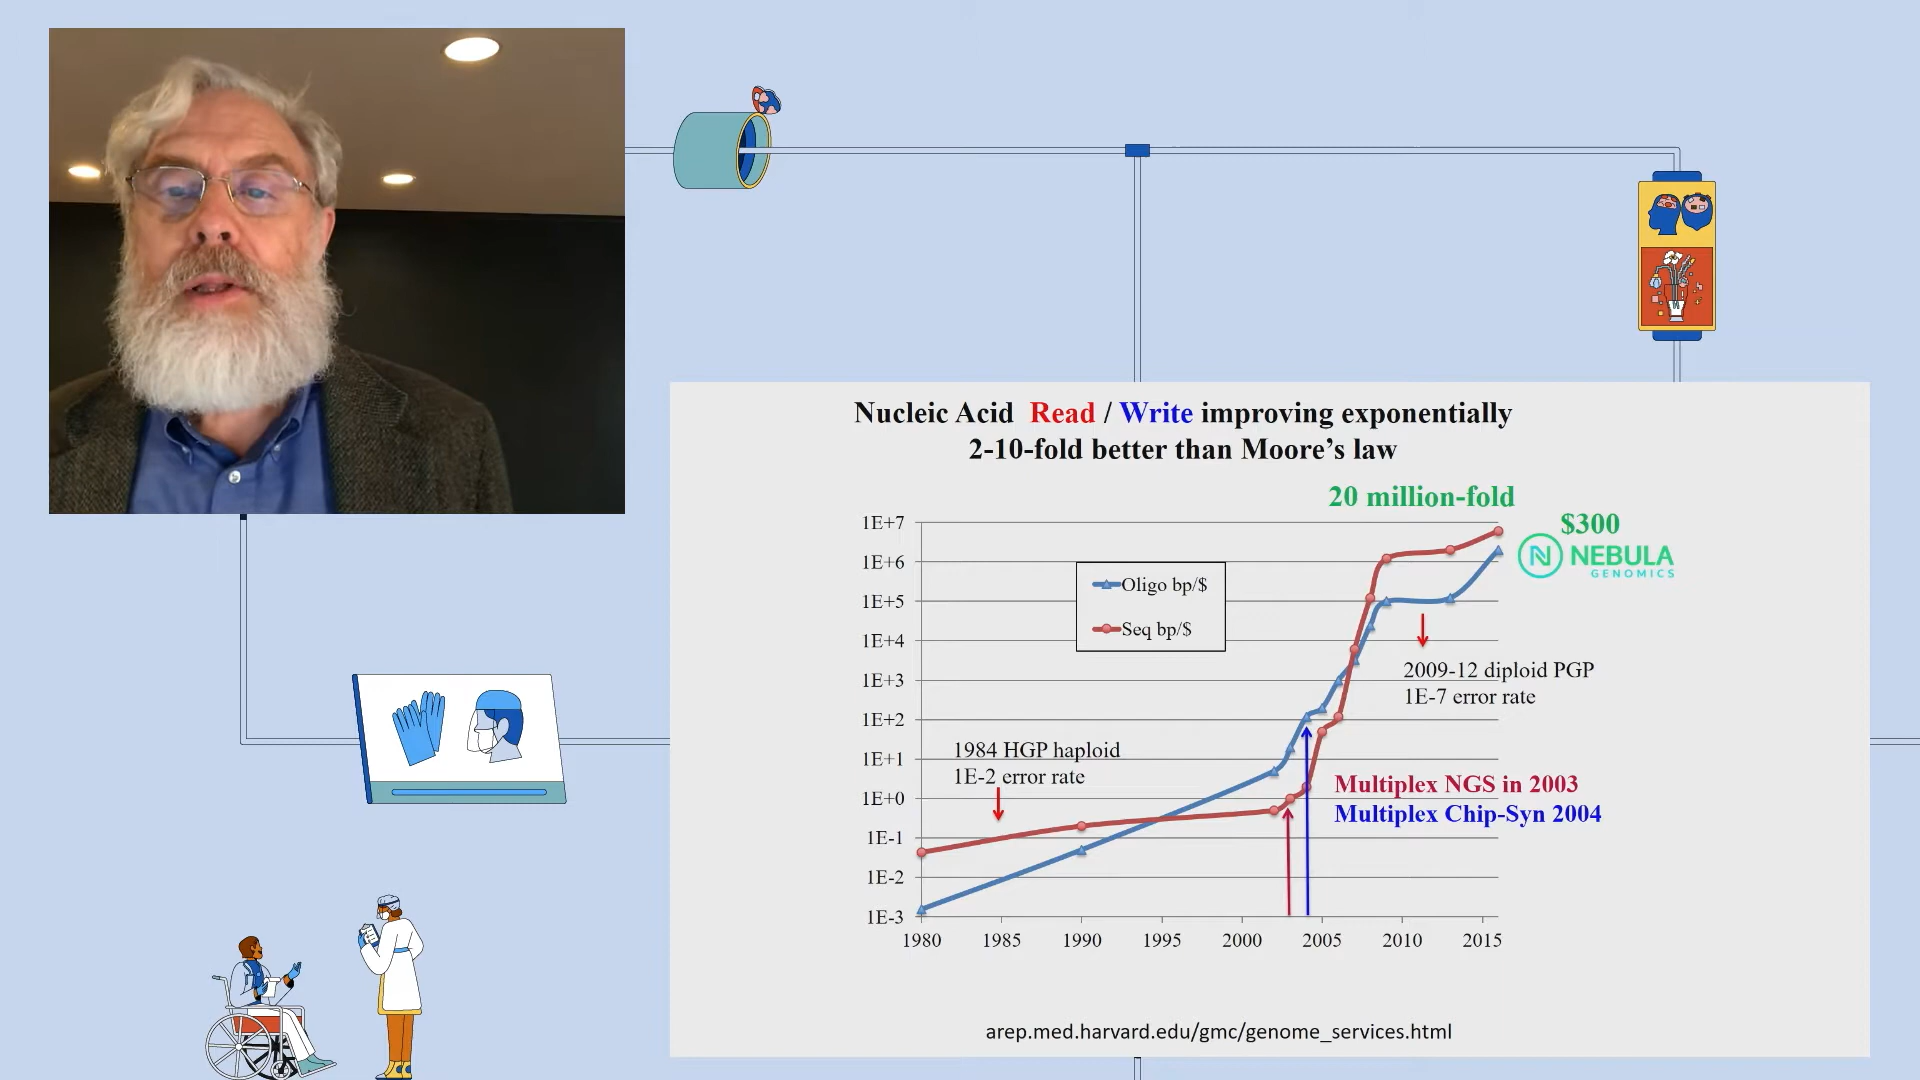 Nucleic Acid Read / Write improving exponentially
2-10-fold better than Moore's law
20 million-fold
$300
NEBULA
GENOMICS
1E+7
1E+6
1E+5
1E+4
1E+3
1E+2
1E+1
1E+0
1E-1
1E-2
1E-3
Oligo bp/$
Seq bp/$
2009-12 diploid PGP
1E-7 error rate
1984 HGP haploid
1E-2 error rate
Multiplex NGS in 2003
Multiplex Chip-Syn 2004
1980 1985 1990 1995 2000 2005 2010 2015
arep.med.harvard.edu/gmc/genome_services.html